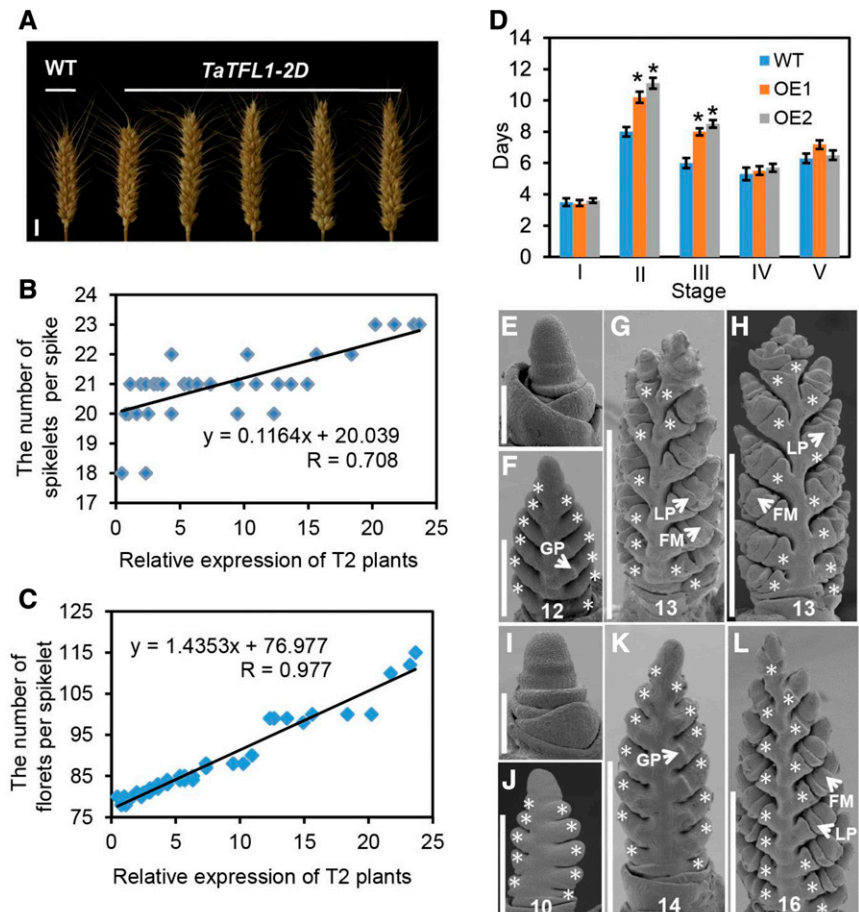 A
WT
TaTFL1-2D
B
The number of
spikelets per spike
24
23
22
21
20
19
18
17
y = 0.1164x + 20.039
R = 0.708
0 5 10 15 20 25
Relative expression of T2 plants
C
The number of
florets per spikelet
125
115
105
95
85
75
y = 1.4353x + 76.977
R = 0.977
0 5 10 15 20 25
Relative expression of T2 plants
D
Days
14
12
10
8
6
4
2
0
WT
OE1
OE2
* *
* *
I II III IV V
Stage
E
F
GP
12
G
LP
FM
13
H
LP
FM
13
I
J
10
K
GP
14
L
FM
LP
16